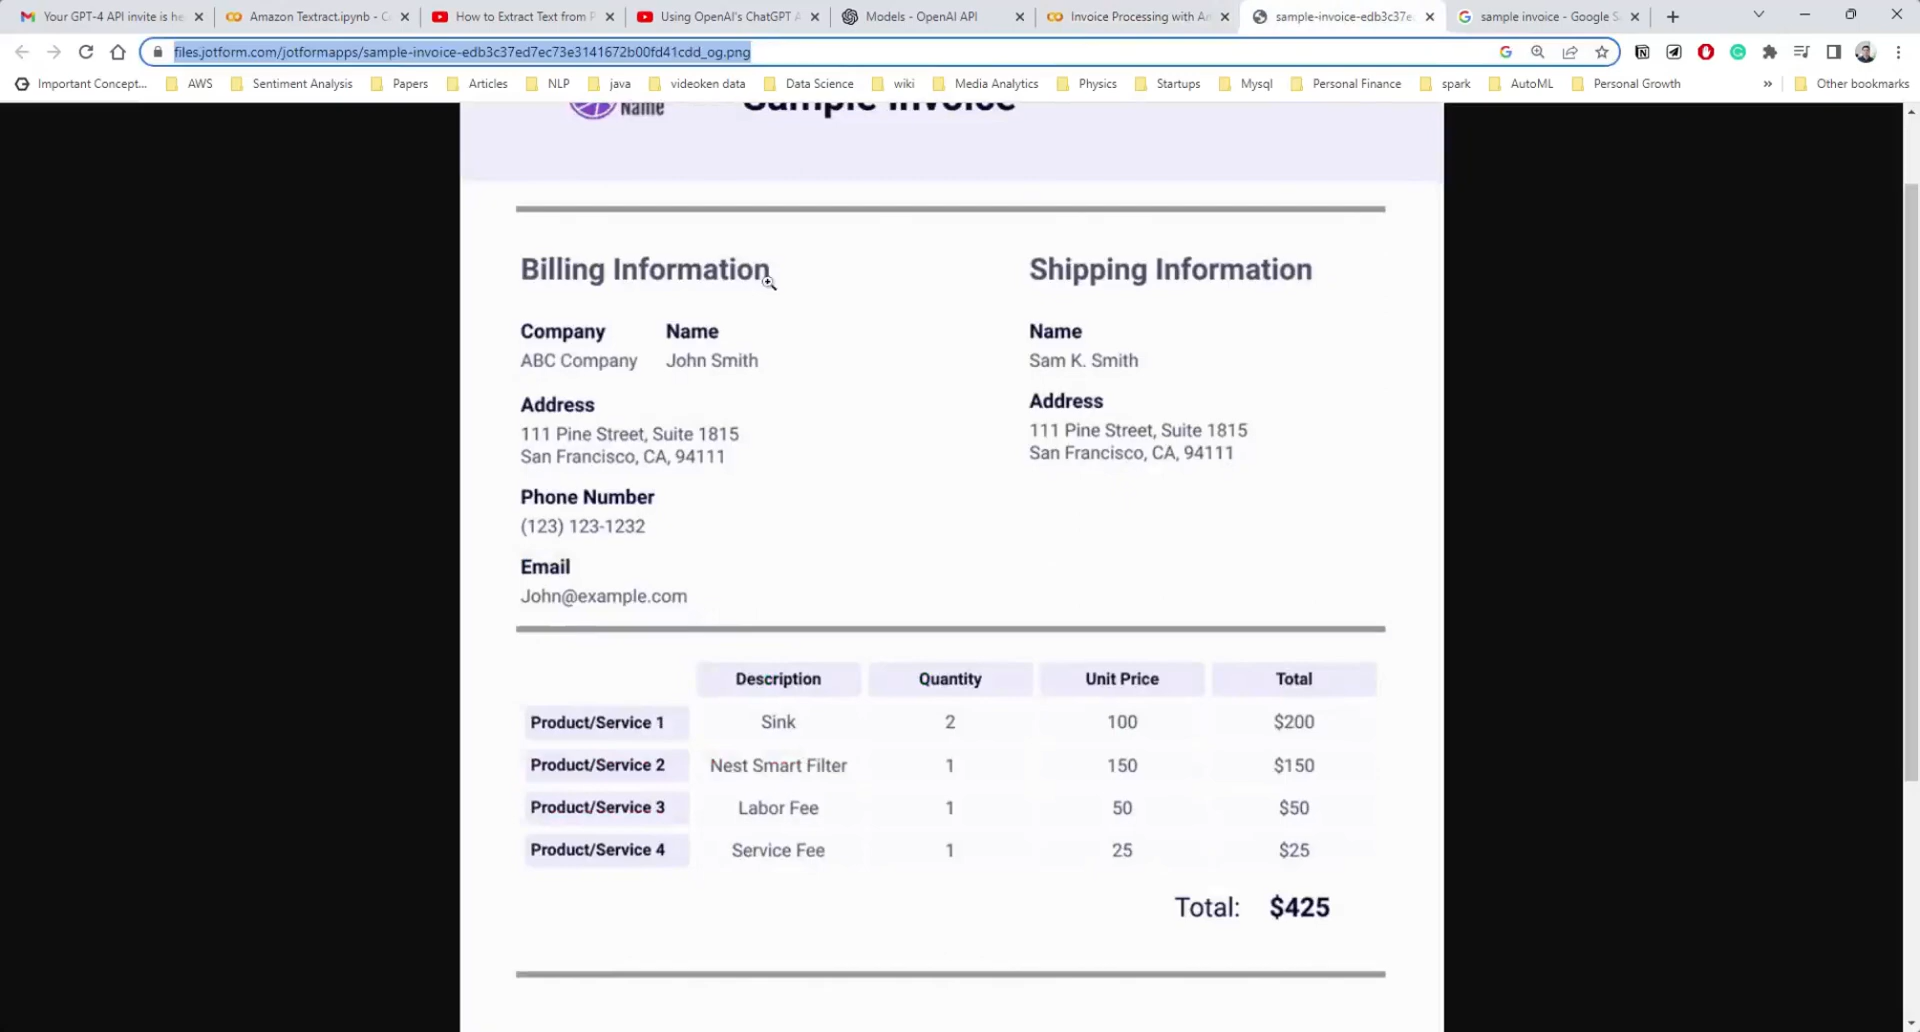 Your GPT-4 API invite is he
Amazon Textract.ipynb - C
How to Extract Text from P
Using OpenAI's ChatGPT A
Models - OpenAI API
Invoice Processing with An
sample-invoice-edb3c37e
sample invoice - Google S
files.jotform.com/jotformapps/sample-invoice-edb3c37ed7ec73e3141672b00fd41cdd_og.png
Important Concept...
AWS
Sentiment Analysis
Papers
Articles
NLP
java
videoken data
Data Science
wiki
Media Analytics
Physics
Startups
Mysql
Personal Finance
spark
AutoML
Personal Growth
»
Other bookmarks
Name
Sample Invoice
Billing Information
Shipping Information
Company Name
ABC Company John Smith
Name
Sam K. Smith
Address
111 Pine Street, Suite 1815
San Francisco, CA, 94111
Address
111 Pine Street, Suite 1815
San Francisco, CA, 94111
Phone Number
(123) 123-1232
Email
John@example.com
Description Quantity Unit Price Total
Product/Service 1 Sink 2 100 $200
Product/Service 2 Nest Smart Filter 1 150 $150
Product/Service 3 Labor Fee 1 50 $50
Product/Service 4 Service Fee 1 25 $25
Total: $425